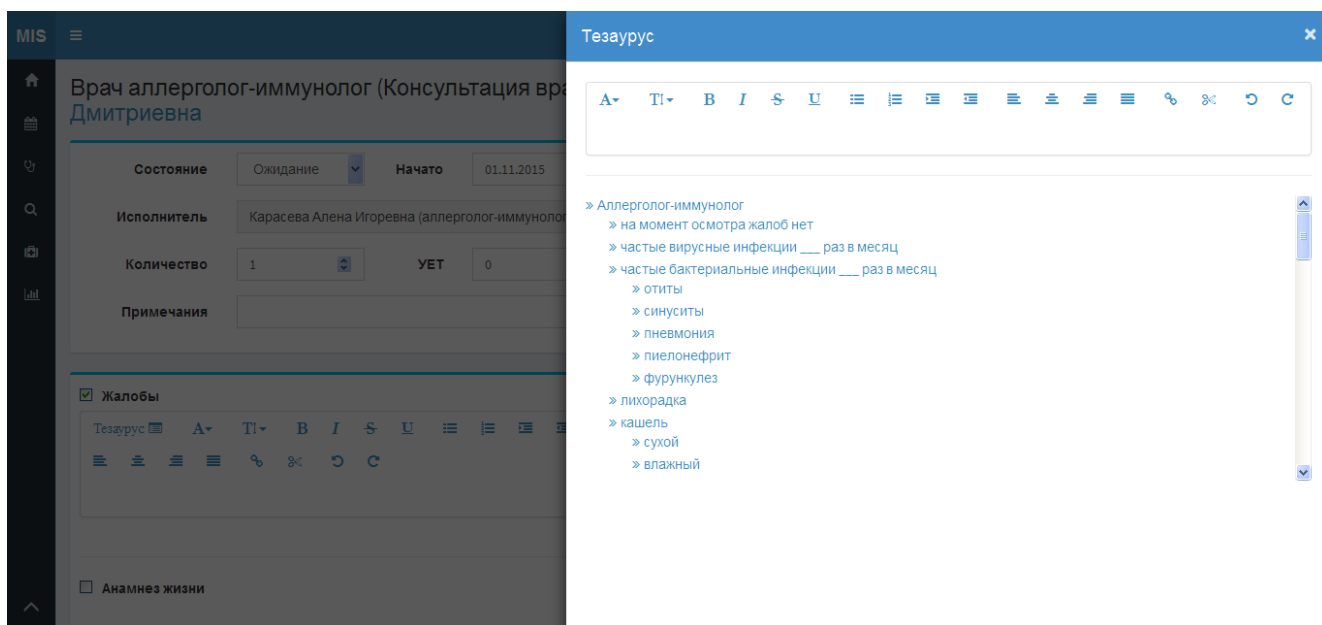 MIS
Тезаурус
Врач аллерголог-иммунолог (Консультация вра
Дмитриевна
Состояние Ожидание Начато 01.11.2015
Исполнитель Карасева Алена Игоревна (аллерголог-иммунолог
Количество 1 УЕТ 0
Примечания
Жалобы
Тезаурус A T B I S U
A T B I S U
» Аллерголог-иммунолог
» на момент осмотра жалоб нет
» частые вирусные инфекции ___ раз в месяц
» частые бактериальные инфекции ___ раз в месяц
» отиты
» синуситы
» пневмония
» пиелонефрит
» фурункулез
» лихорадка
» кашель
» сухой
» влажный
Анамнез жизни